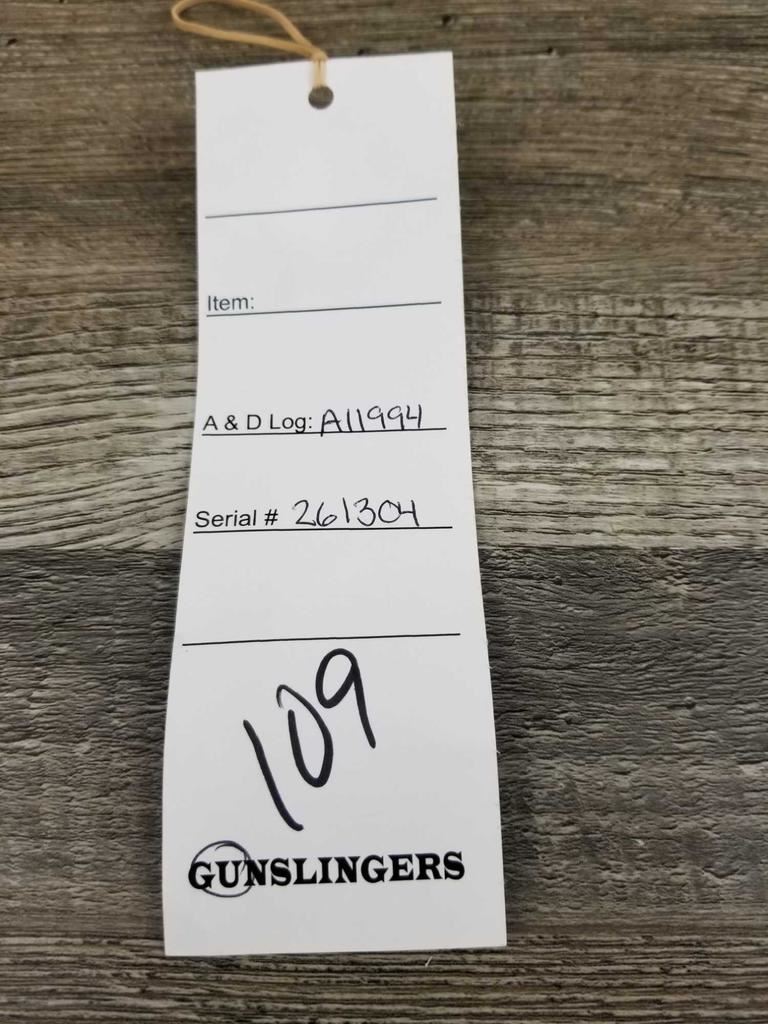 Item:
A & D Log: A11994
Serial # 261304
109
GUNSLINGERS